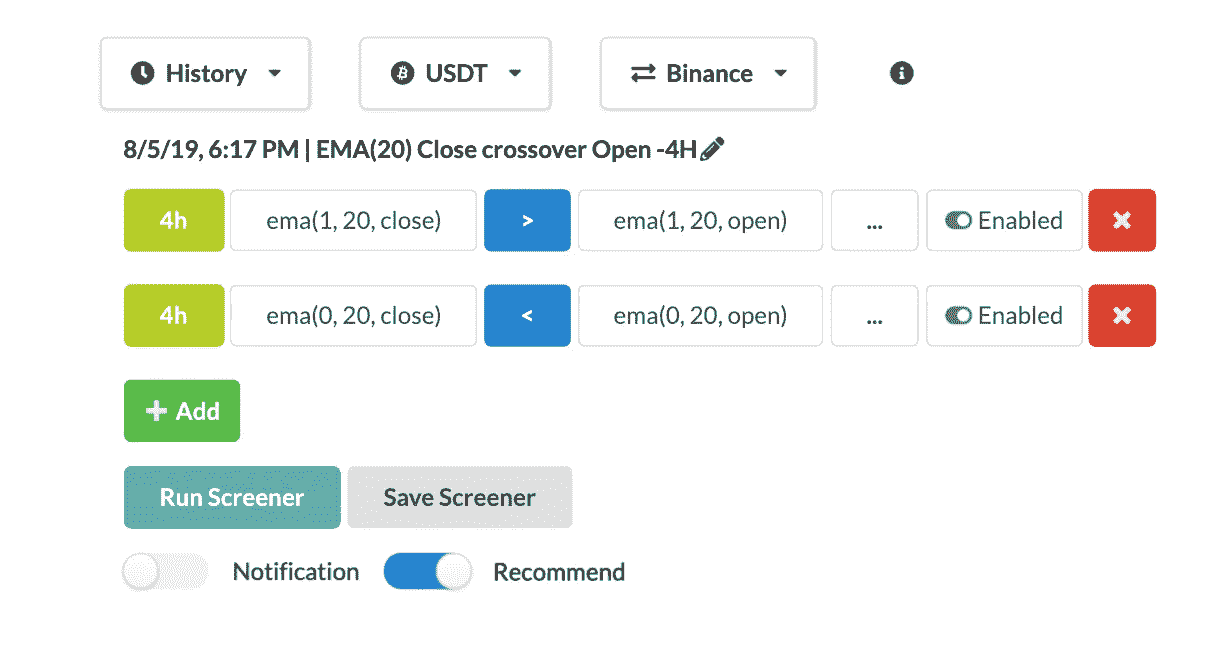 History USDT Binance
8/5/19, 6:17 PM | EMA(20) Close crossover Open -4H
4h ema(1, 20, close) > ema(1, 20, open) ... Enabled
4h ema(0, 20, close) < ema(0, 20, open) ... Enabled
Add
Run Screener Save Screener
Notification Recommend